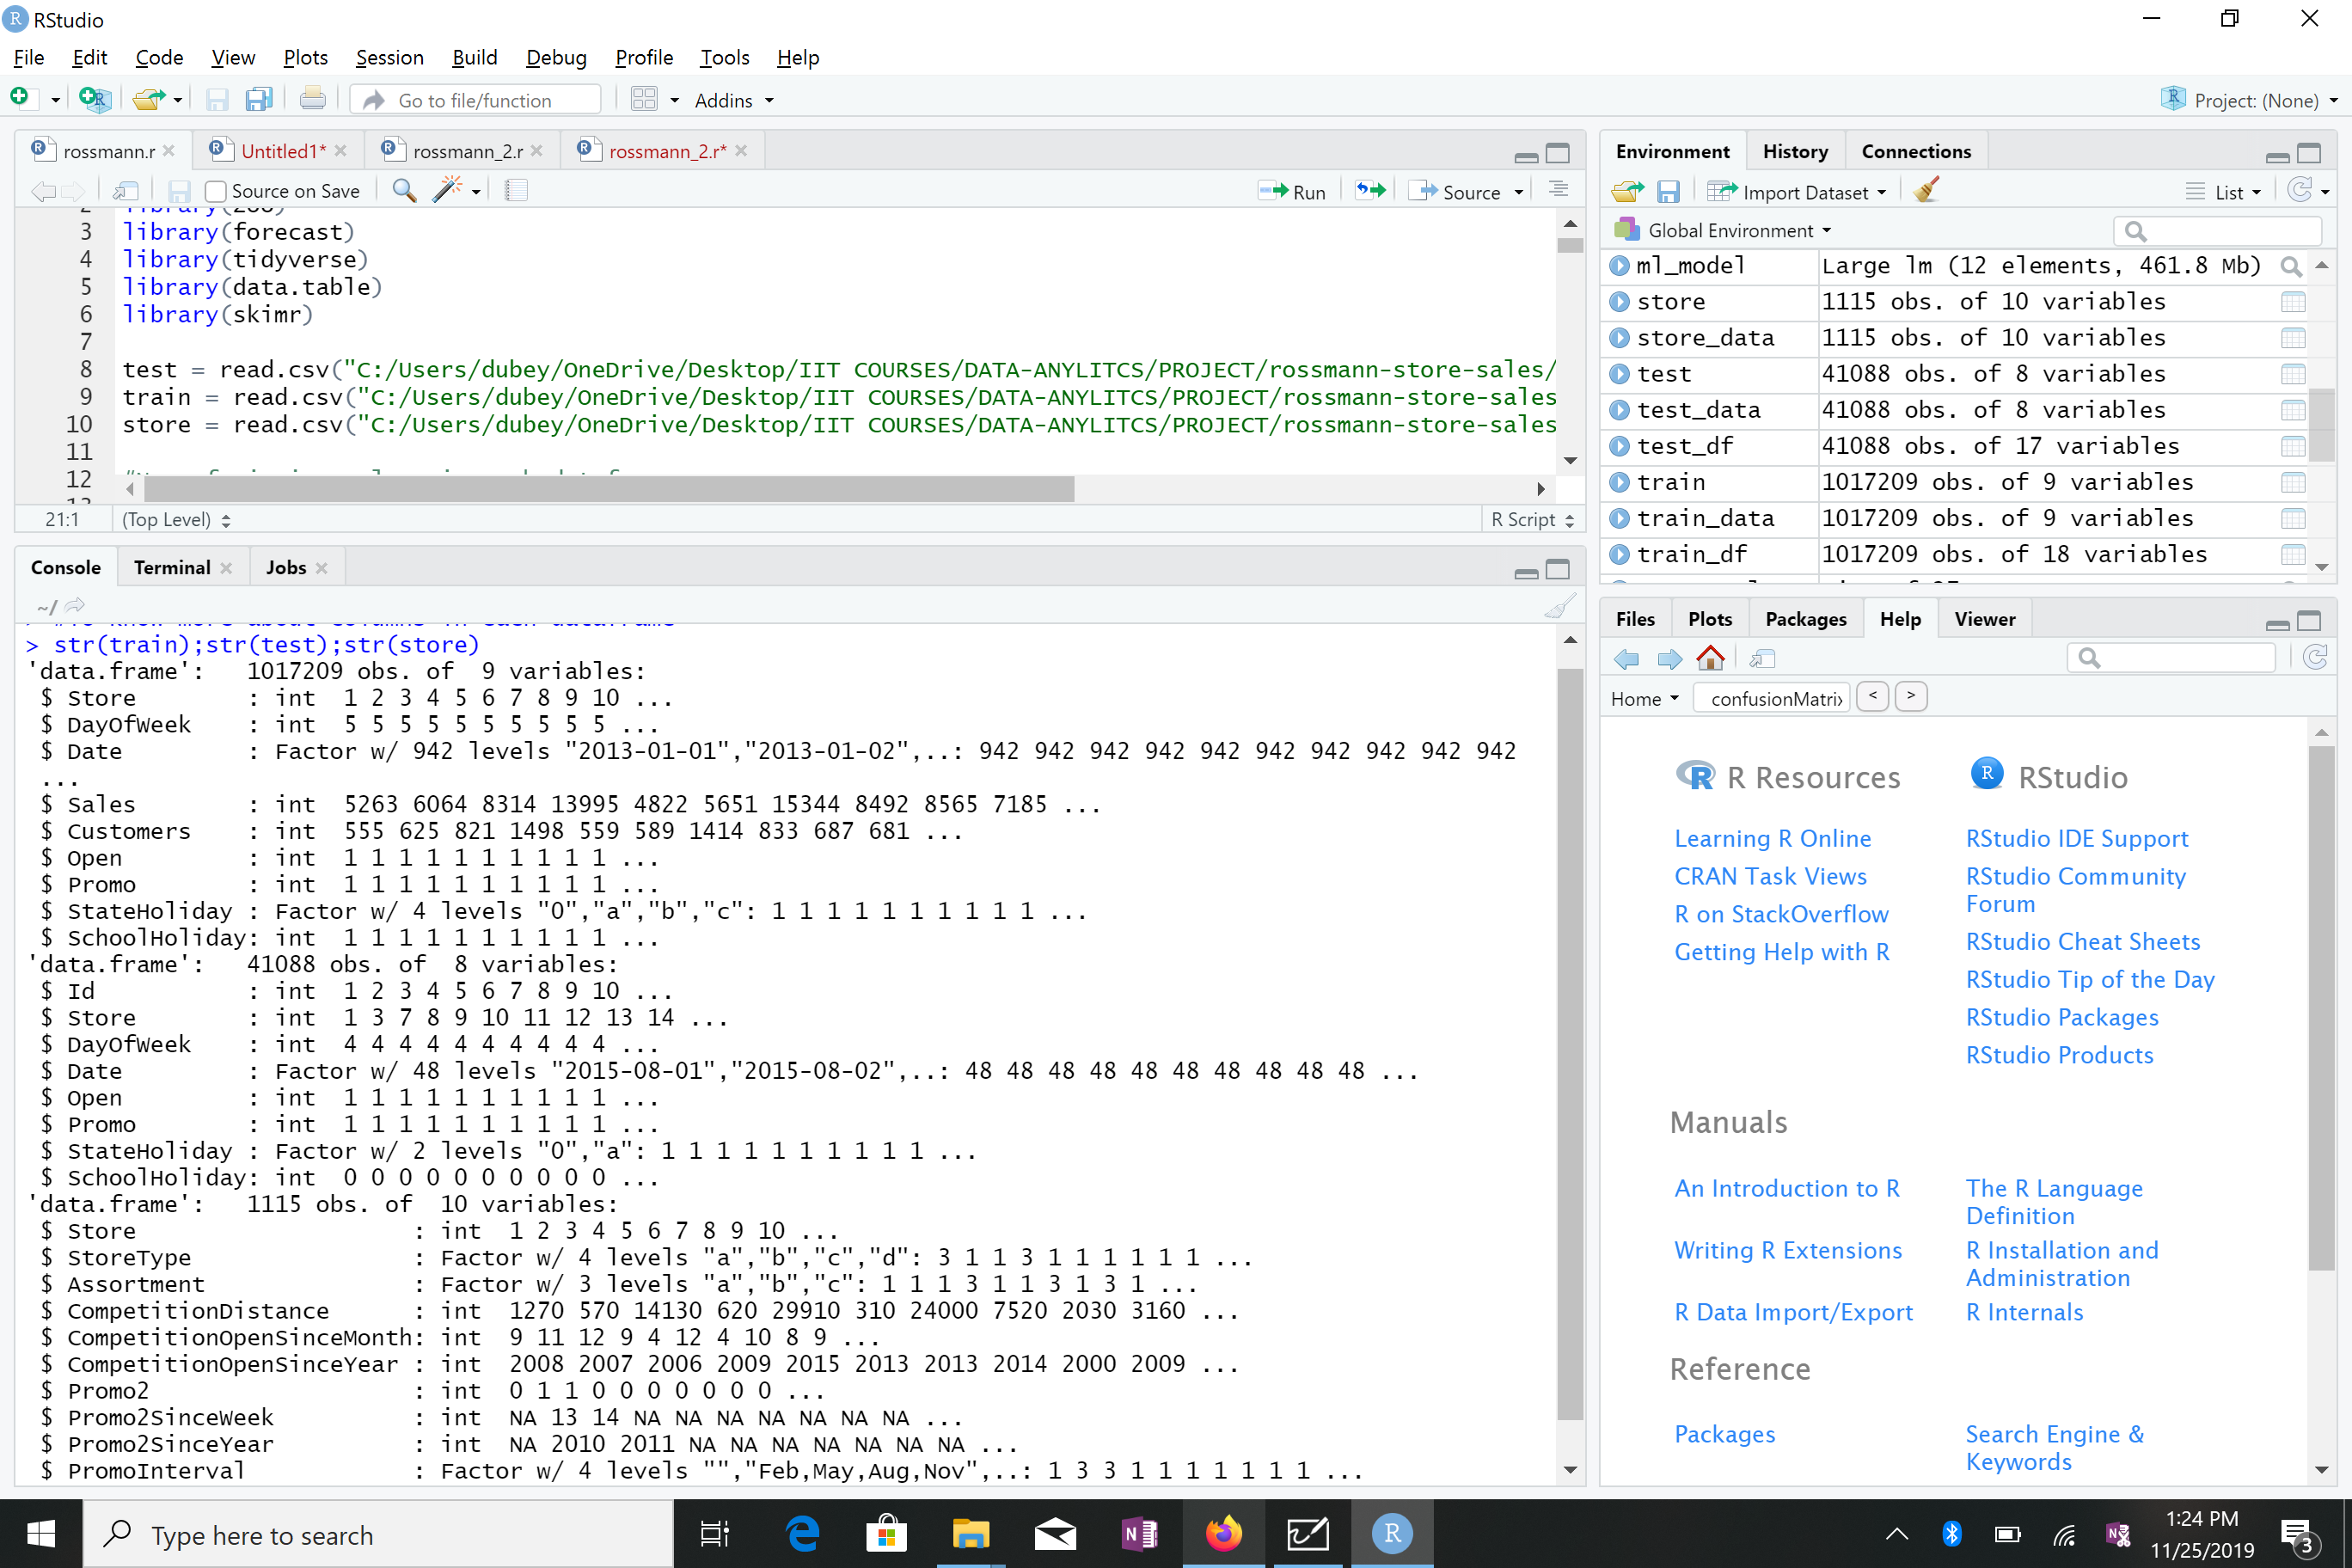 RStudio
File Edit Code View Plots Session Build Debug Profile Tools Help
Go to file/function Addins Project: (None)
rossmann.r Untitled1* rossmann_2.r rossmann_2.r*
Source on Save Run Source
3 library(forecast)
4 library(tidyverse)
5 library(data.table)
6 library(skimr)
7
8 test = read.csv("C:/Users/dubey/OneDrive/Desktop/IIT COURSES/DATA-ANYLITCS/PROJECT/rossmann-store-sales/
9 train = read.csv("C:/Users/dubey/OneDrive/Desktop/IIT COURSES/DATA-ANYLITCS/PROJECT/rossmann-store-sales
10 store = read.csv("C:/Users/dubey/OneDrive/Desktop/IIT COURSES/DATA-ANYLITCS/PROJECT/rossmann-store-sales
11
12
21:1 (Top Level) R Script
Console Terminal Jobs
~/
> str(train);str(test);str(store)
'data.frame': 1017209 obs. of 9 variables:
$ Store : int 1 2 3 4 5 6 7 8 9 10 ...
$ DayOfWeek : int 5 5 5 5 5 5 5 5 5 5 ...
$ Date : Factor w/ 942 levels "2013-01-01","2013-01-02",..: 942 942 942 942 942 942 942 942 942 942
...
$ Sales : int 5263 6064 8314 13995 4822 5651 15344 8492 8565 7185 ...
$ Customers : int 555 625 821 1498 559 589 1414 833 687 681 ...
$ Open : int 1 1 1 1 1 1 1 1 1 1 ...
$ Promo : int 1 1 1 1 1 1 1 1 1 1 ...
$ StateHoliday : Factor w/ 4 levels "0","a","b","c": 1 1 1 1 1 1 1 1 1 1 ...
$ SchoolHoliday: int 1 1 1 1 1 1 1 1 1 1 ...
'data.frame': 41088 obs. of 8 variables:
$ Id : int 1 2 3 4 5 6 7 8 9 10 ...
$ Store : int 1 3 7 8 9 10 11 12 13 14 ...
$ DayOfWeek : int 4 4 4 4 4 4 4 4 4 4 ...
$ Date : Factor w/ 48 levels "2015-08-01","2015-08-02",..: 48 48 48 48 48 48 48 48 48 48 ...
$ Open : int 1 1 1 1 1 1 1 1 1 1 ...
$ Promo : int 1 1 1 1 1 1 1 1 1 1 ...
$ StateHoliday : Factor w/ 2 levels "0","a": 1 1 1 1 1 1 1 1 1 1 ...
$ SchoolHoliday: int 0 0 0 0 0 0 0 0 0 0 ...
'data.frame': 1115 obs. of 10 variables:
$ Store : int 1 2 3 4 5 6 7 8 9 10 ...
$ StoreType : Factor w/ 4 levels "a","b","c","d": 3 1 1 3 1 1 1 1 1 1 ...
$ Assortment : Factor w/ 3 levels "a","b","c": 1 1 1 3 1 1 3 1 3 1 ...
$ CompetitionDistance : int 1270 570 14130 620 29910 310 24000 7520 2030 3160 ...
$ CompetitionOpenSinceMonth: int 9 11 12 9 4 12 4 10 8 9 ...
$ CompetitionOpenSinceYear : int 2008 2007 2006 2009 2015 2013 2013 2014 2000 2009 ...
$ Promo2 : int 0 1 1 0 0 0 0 0 0 0 ...
$ Promo2SinceWeek : int NA 13 14 NA NA NA NA NA NA NA ...
$ Promo2SinceYear : int NA 2010 2011 NA NA NA NA NA NA NA ...
$ PromoInterval : Factor w/ 4 levels "","Feb,May,Aug,Nov",..: 1 3 3 1 1 1 1 1 1 1 ...
Environment History Connections
Import Dataset List
Global Environment
ml_model Large lm (12 elements, 461.8 Mb)
store 1115 obs. of 10 variables
store_data 1115 obs. of 10 variables
test 41088 obs. of 8 variables
test_data 41088 obs. of 8 variables
test_df 41088 obs. of 17 variables
train 1017209 obs. of 9 variables
train_data 1017209 obs. of 9 variables
train_df 1017209 obs. of 18 variables
Files Plots Packages Help Viewer
Home confusionMatrix < >
R Resources
Learning R Online
CRAN Task Views
R on StackOverflow
Getting Help with R
RStudio
RStudio IDE Support
RStudio Community
Forum
RStudio Cheat Sheets
RStudio Tip of the Day
RStudio Packages
RStudio Products
Manuals
An Introduction to R
Writing R Extensions
R Data Import/Export
The R Language
Definition
R Installation and
Administration
R Internals
Reference
Packages
Search Engine &
Keywords
Type here to search
1:24 PM
11/25/2019
3